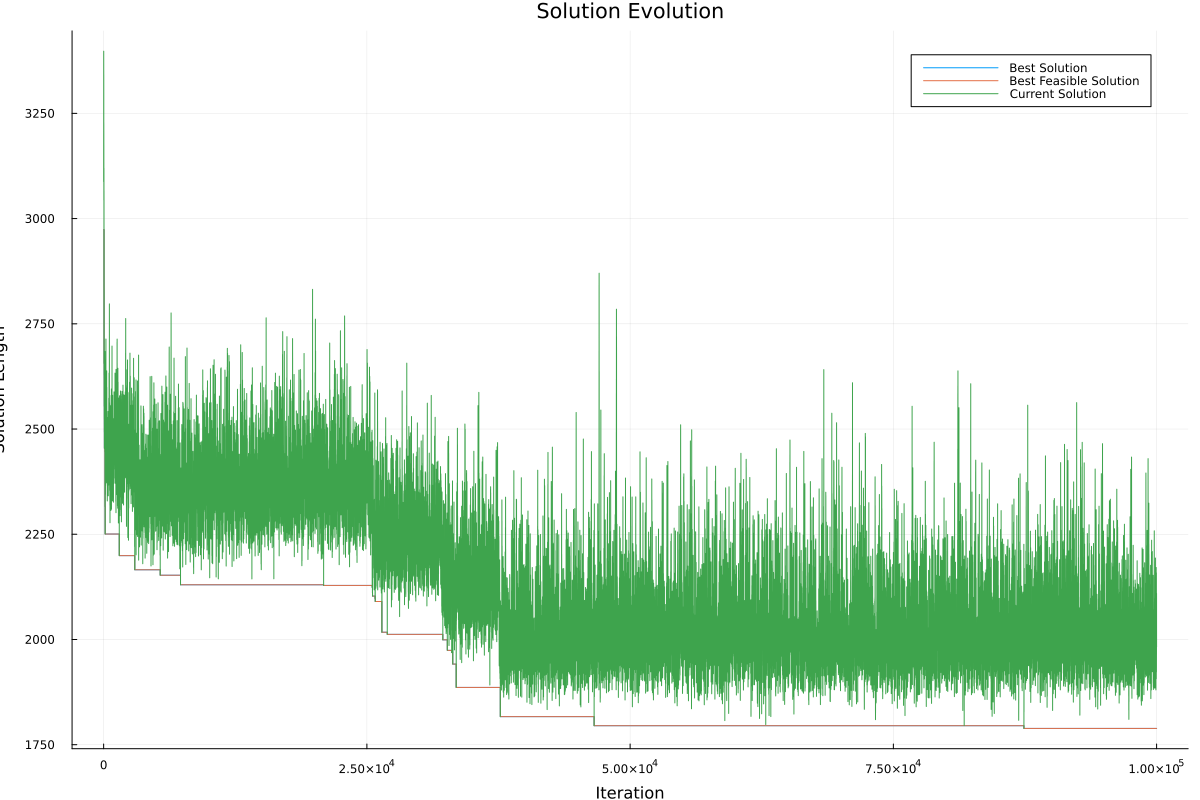 Solution Evolution
Best Solution
Best Feasible Solution
Current Solution
3250
3000
2750
2500
2250
2000
1750
Solution Length
0
2.50×10⁴
5.00×10⁴
7.50×10⁴
1.00×10⁵
Iteration